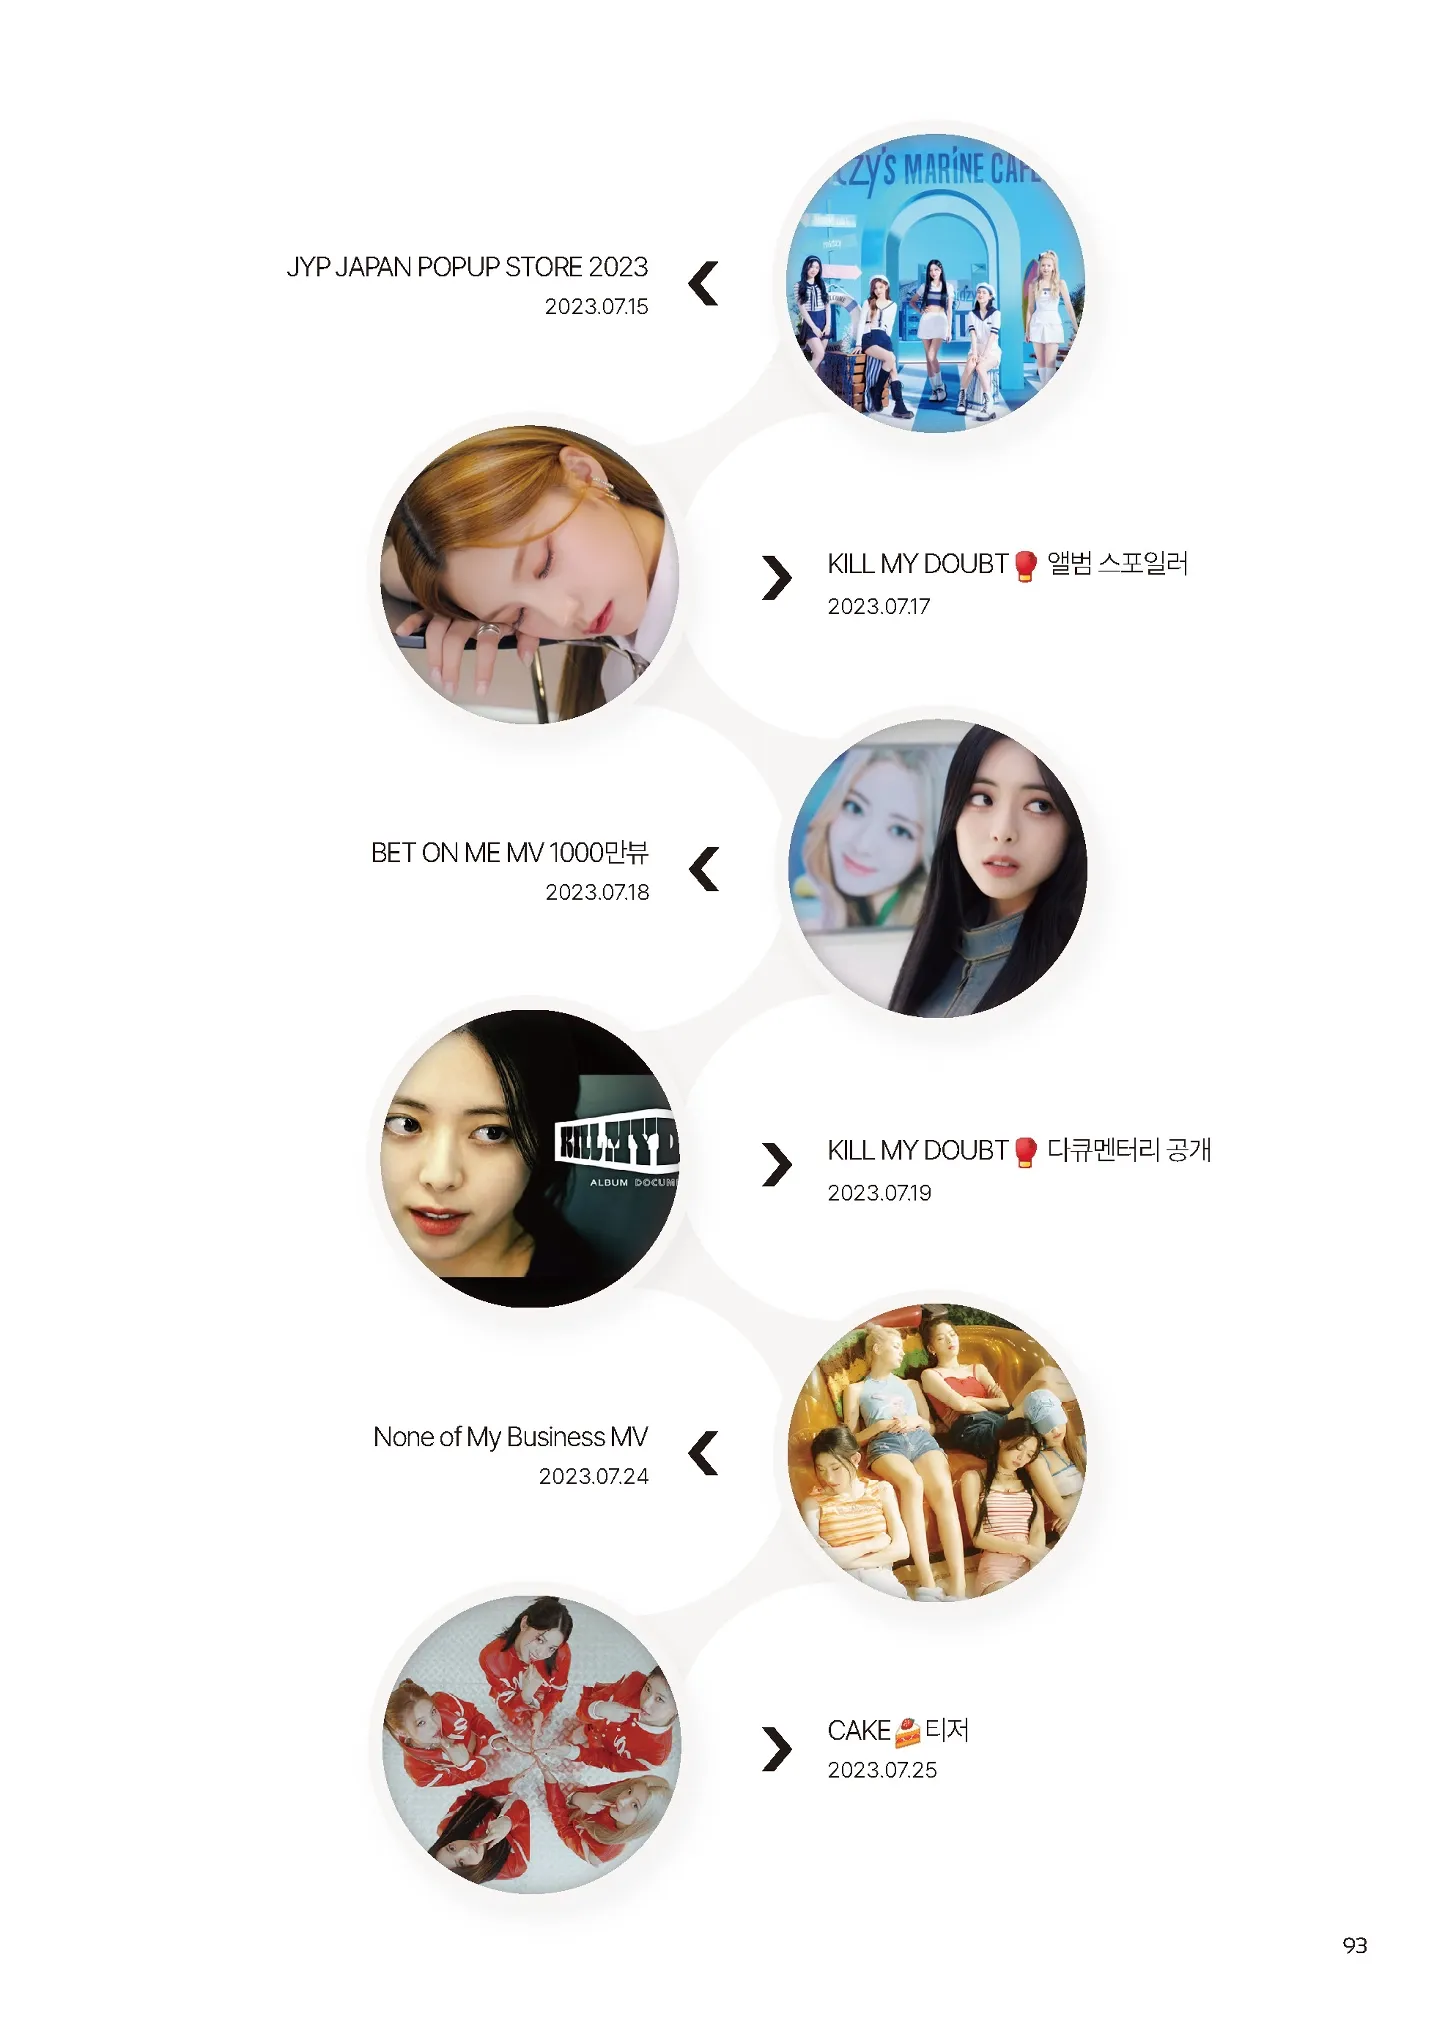 ZY'S MARINE CAFE
JYP JAPAN POPUP STORE 2023
2023.07.15
KILL MY DOUBT🥊 앨범 스포일러
2023.07.17
BET ON ME MV 1000만뷰
2023.07.18
KILL MY D
ALBUM DOCUM
KILL MY DOUBT🥊 다큐멘터리 공개
2023.07.19
None of My Business MV
2023.07.24
CAKE🍰티저
2023.07.25
93